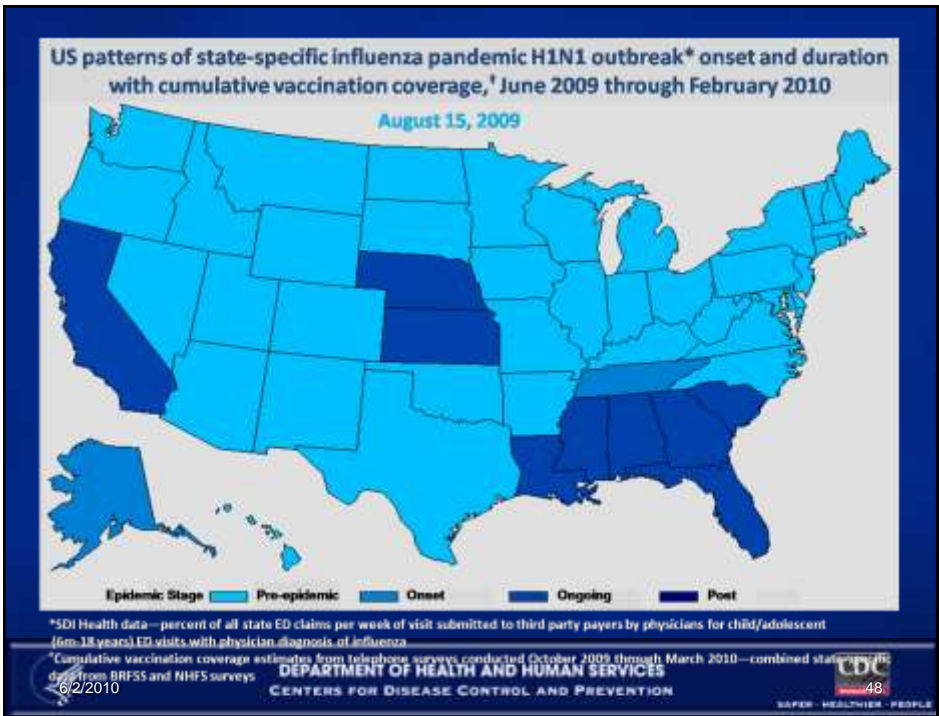 US patterns of state-specific influenza pandemic H1N1 outbreak* onset and duration
with cumulative vaccination coverage,† June 2009 through February 2010
August 15, 2009
Epidemic Stage Pre-epidemic Onset Ongoing Post
*SDI Health data—percent of all state ED claims per week of visit submitted to third party payers by physicians for child/adolescent
(6m-18 years) ED visits with physician diagnosis of influenza
†Cumulative vaccination coverage estimates from telephone surveys conducted October 2009 through March 2010—combined state-specific
data from BRFSS and NHFS surveys
DEPARTMENT OF HEALTH AND HUMAN SERVICES
CENTERS FOR DISEASE CONTROL AND PREVENTION
6/2/2010
CDC
48
SAFER · HEALTHIER · PEOPLE